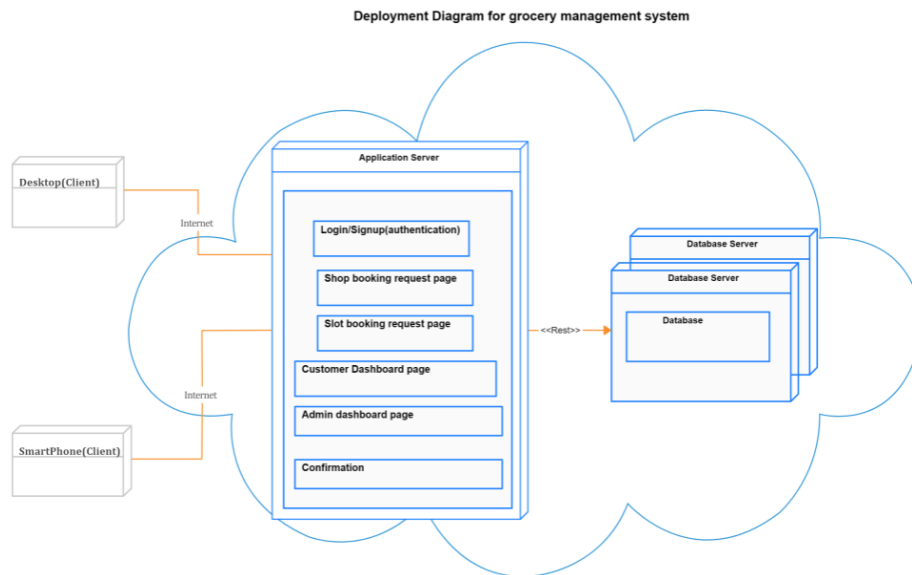 Deployment Diagram for grocery management system
Application Server
Desktop(Client)
Internet
Login/Signup(authentication)
Shop booking request page
Slot booking request page
Customer Dashboard page
Admin dashboard page
Confirmation
Internet
SmartPhone(Client)
<<Rest>>
Database Server
Database Server
Database